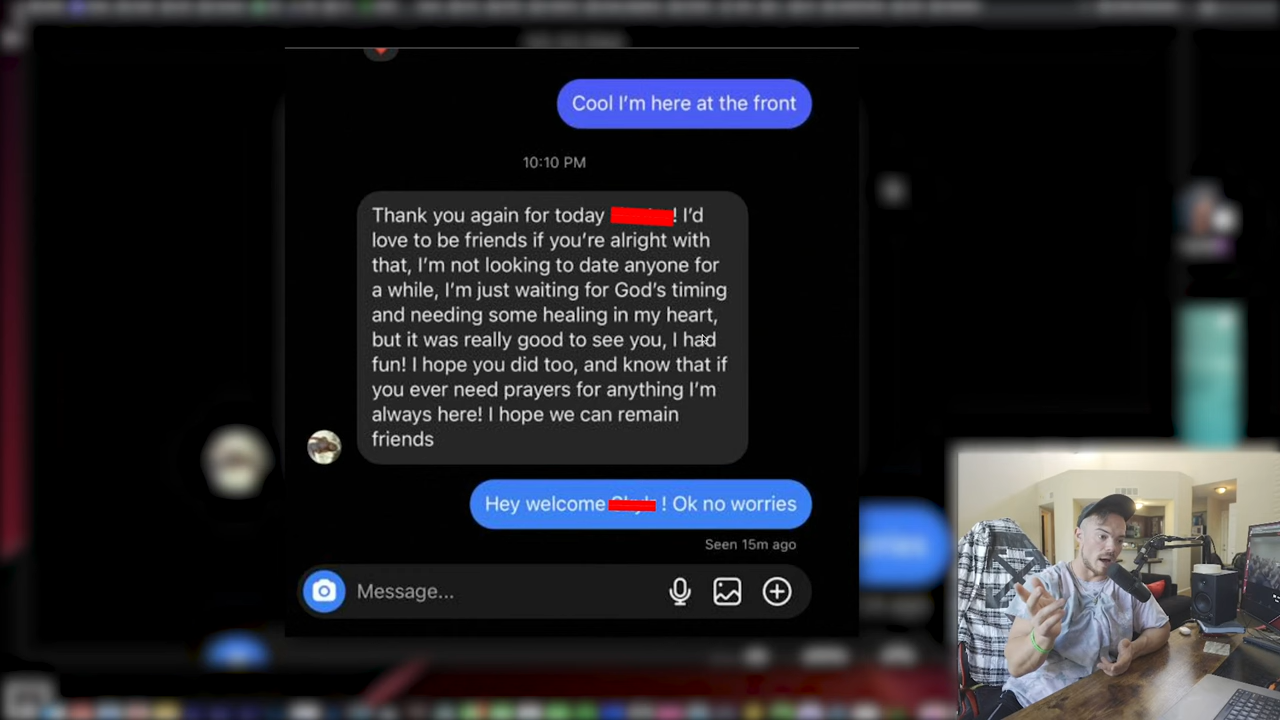 Cool I'm here at the front
10:10 PM
Thank you again for today ! I'd
love to be friends if you're alright with
that, I'm not looking to date anyone for
a while, I'm just waiting for God's timing
and needing some healing in my heart,
but it was really good to see you, I had
fun! I hope you did too, and know that if
you ever need prayers for anything I'm
always here! I hope we can remain
friends
Hey welcome ! Ok no worries
Seen 15m ago
Message...